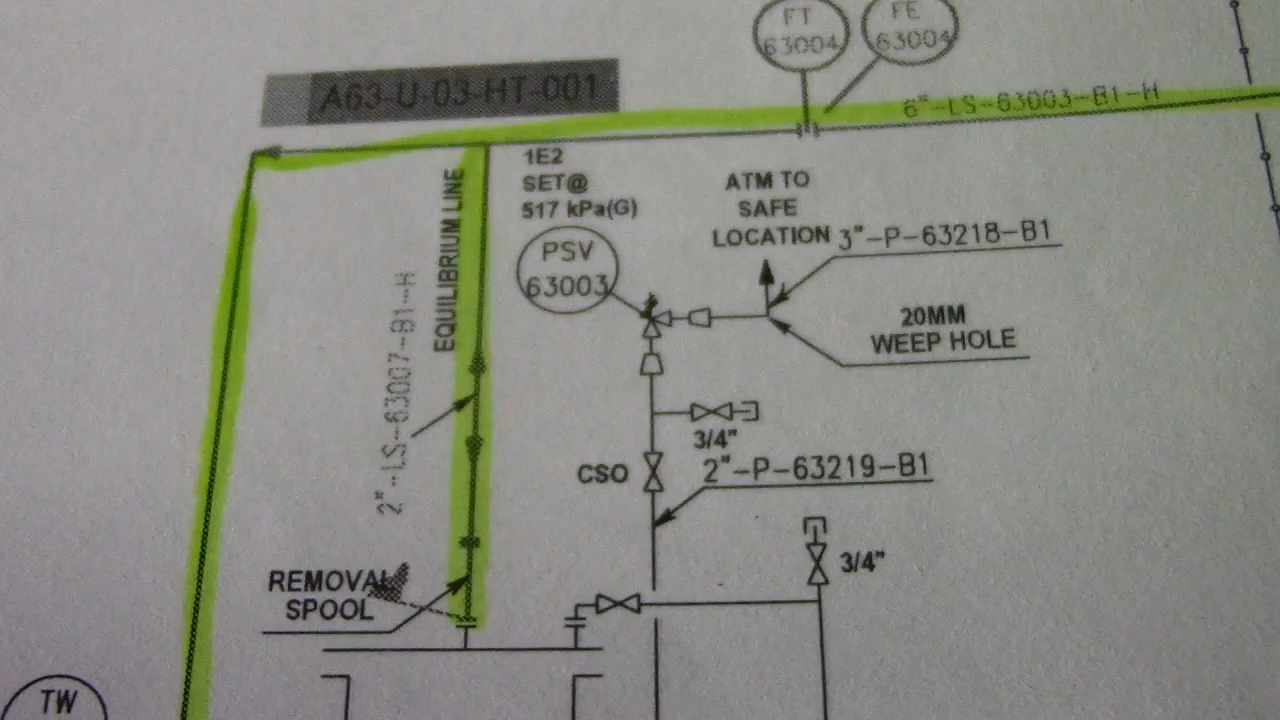 FT
63004
FE
63004
A63-U-03-HT-001
6"-LS-63003-B1-H
1E2
SET@
517 kPa(G)
PSV
63003
EQUILIBRIUM LINE
2"-LS-63007-B1-H
ATM TO
SAFE
LOCATION
3"-P-63218-B1
20MM
WEEP HOLE
3/4"
CSO
2"-P-63219-B1
3/4"
REMOVAL
SPOOL
TW